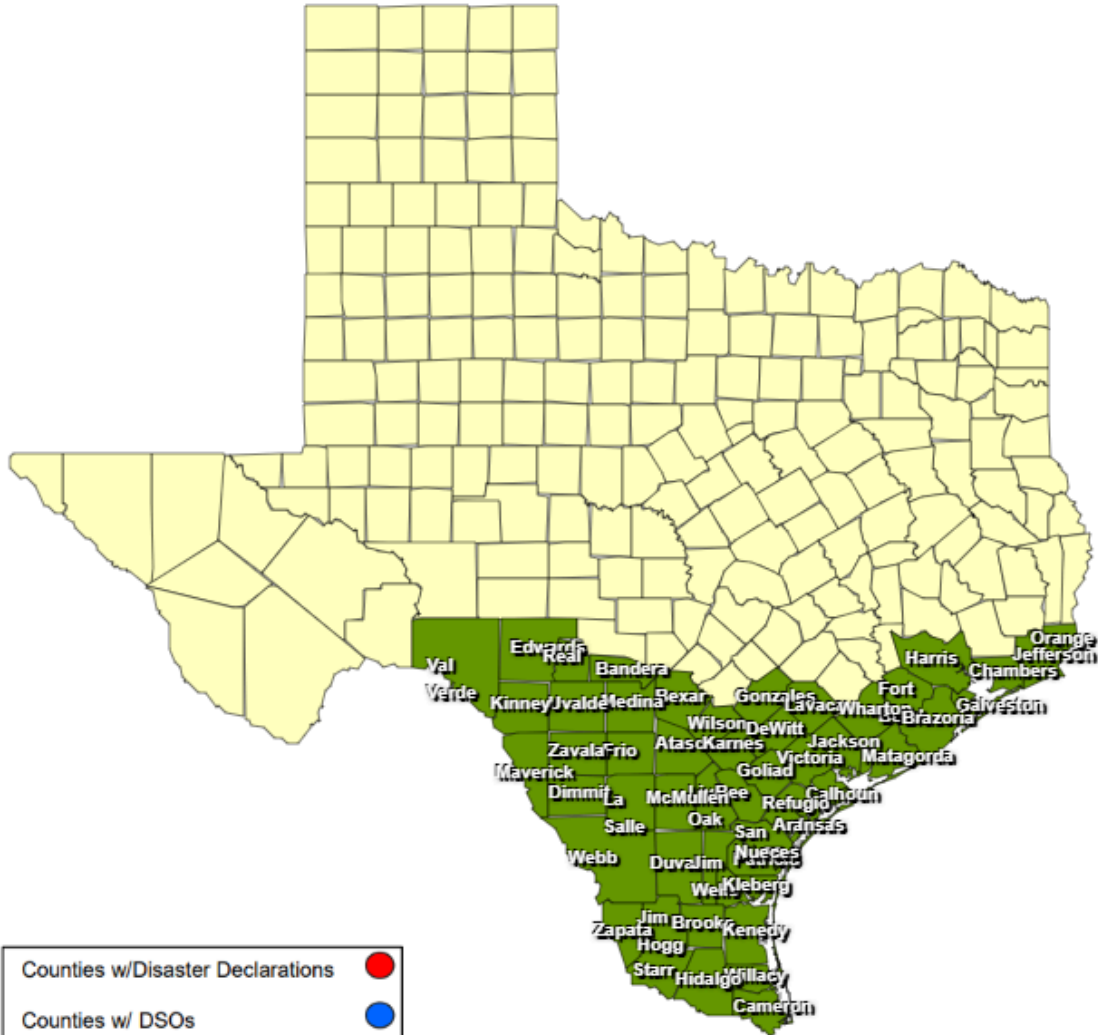 Orange
Edwards
Jefferson
Real
Harris
Val
Bandera
Chambers
Fort
Verde
Bexar
Gonzales
Kinney
Medina
Lavaca
Wharton
Galveston
Brazoria
Wilson
DeWitt
Zavala
Frio
Karnes
Jackson
Victoria
Matagorda
Maverick
Goliad
Dimmit
La
McMullen
Bee
Calhoun
Refugio
Salle
Oak
San
Aransas
Webb
Duval
Jim
Nueces
Wells
Kleberg
Jim
Brooks
Zapata
Kenedy
Hogg
Starr
Hidalgo
Willacy
Cameron
Counties w/Disaster Declarations
Counties w/ DSOs